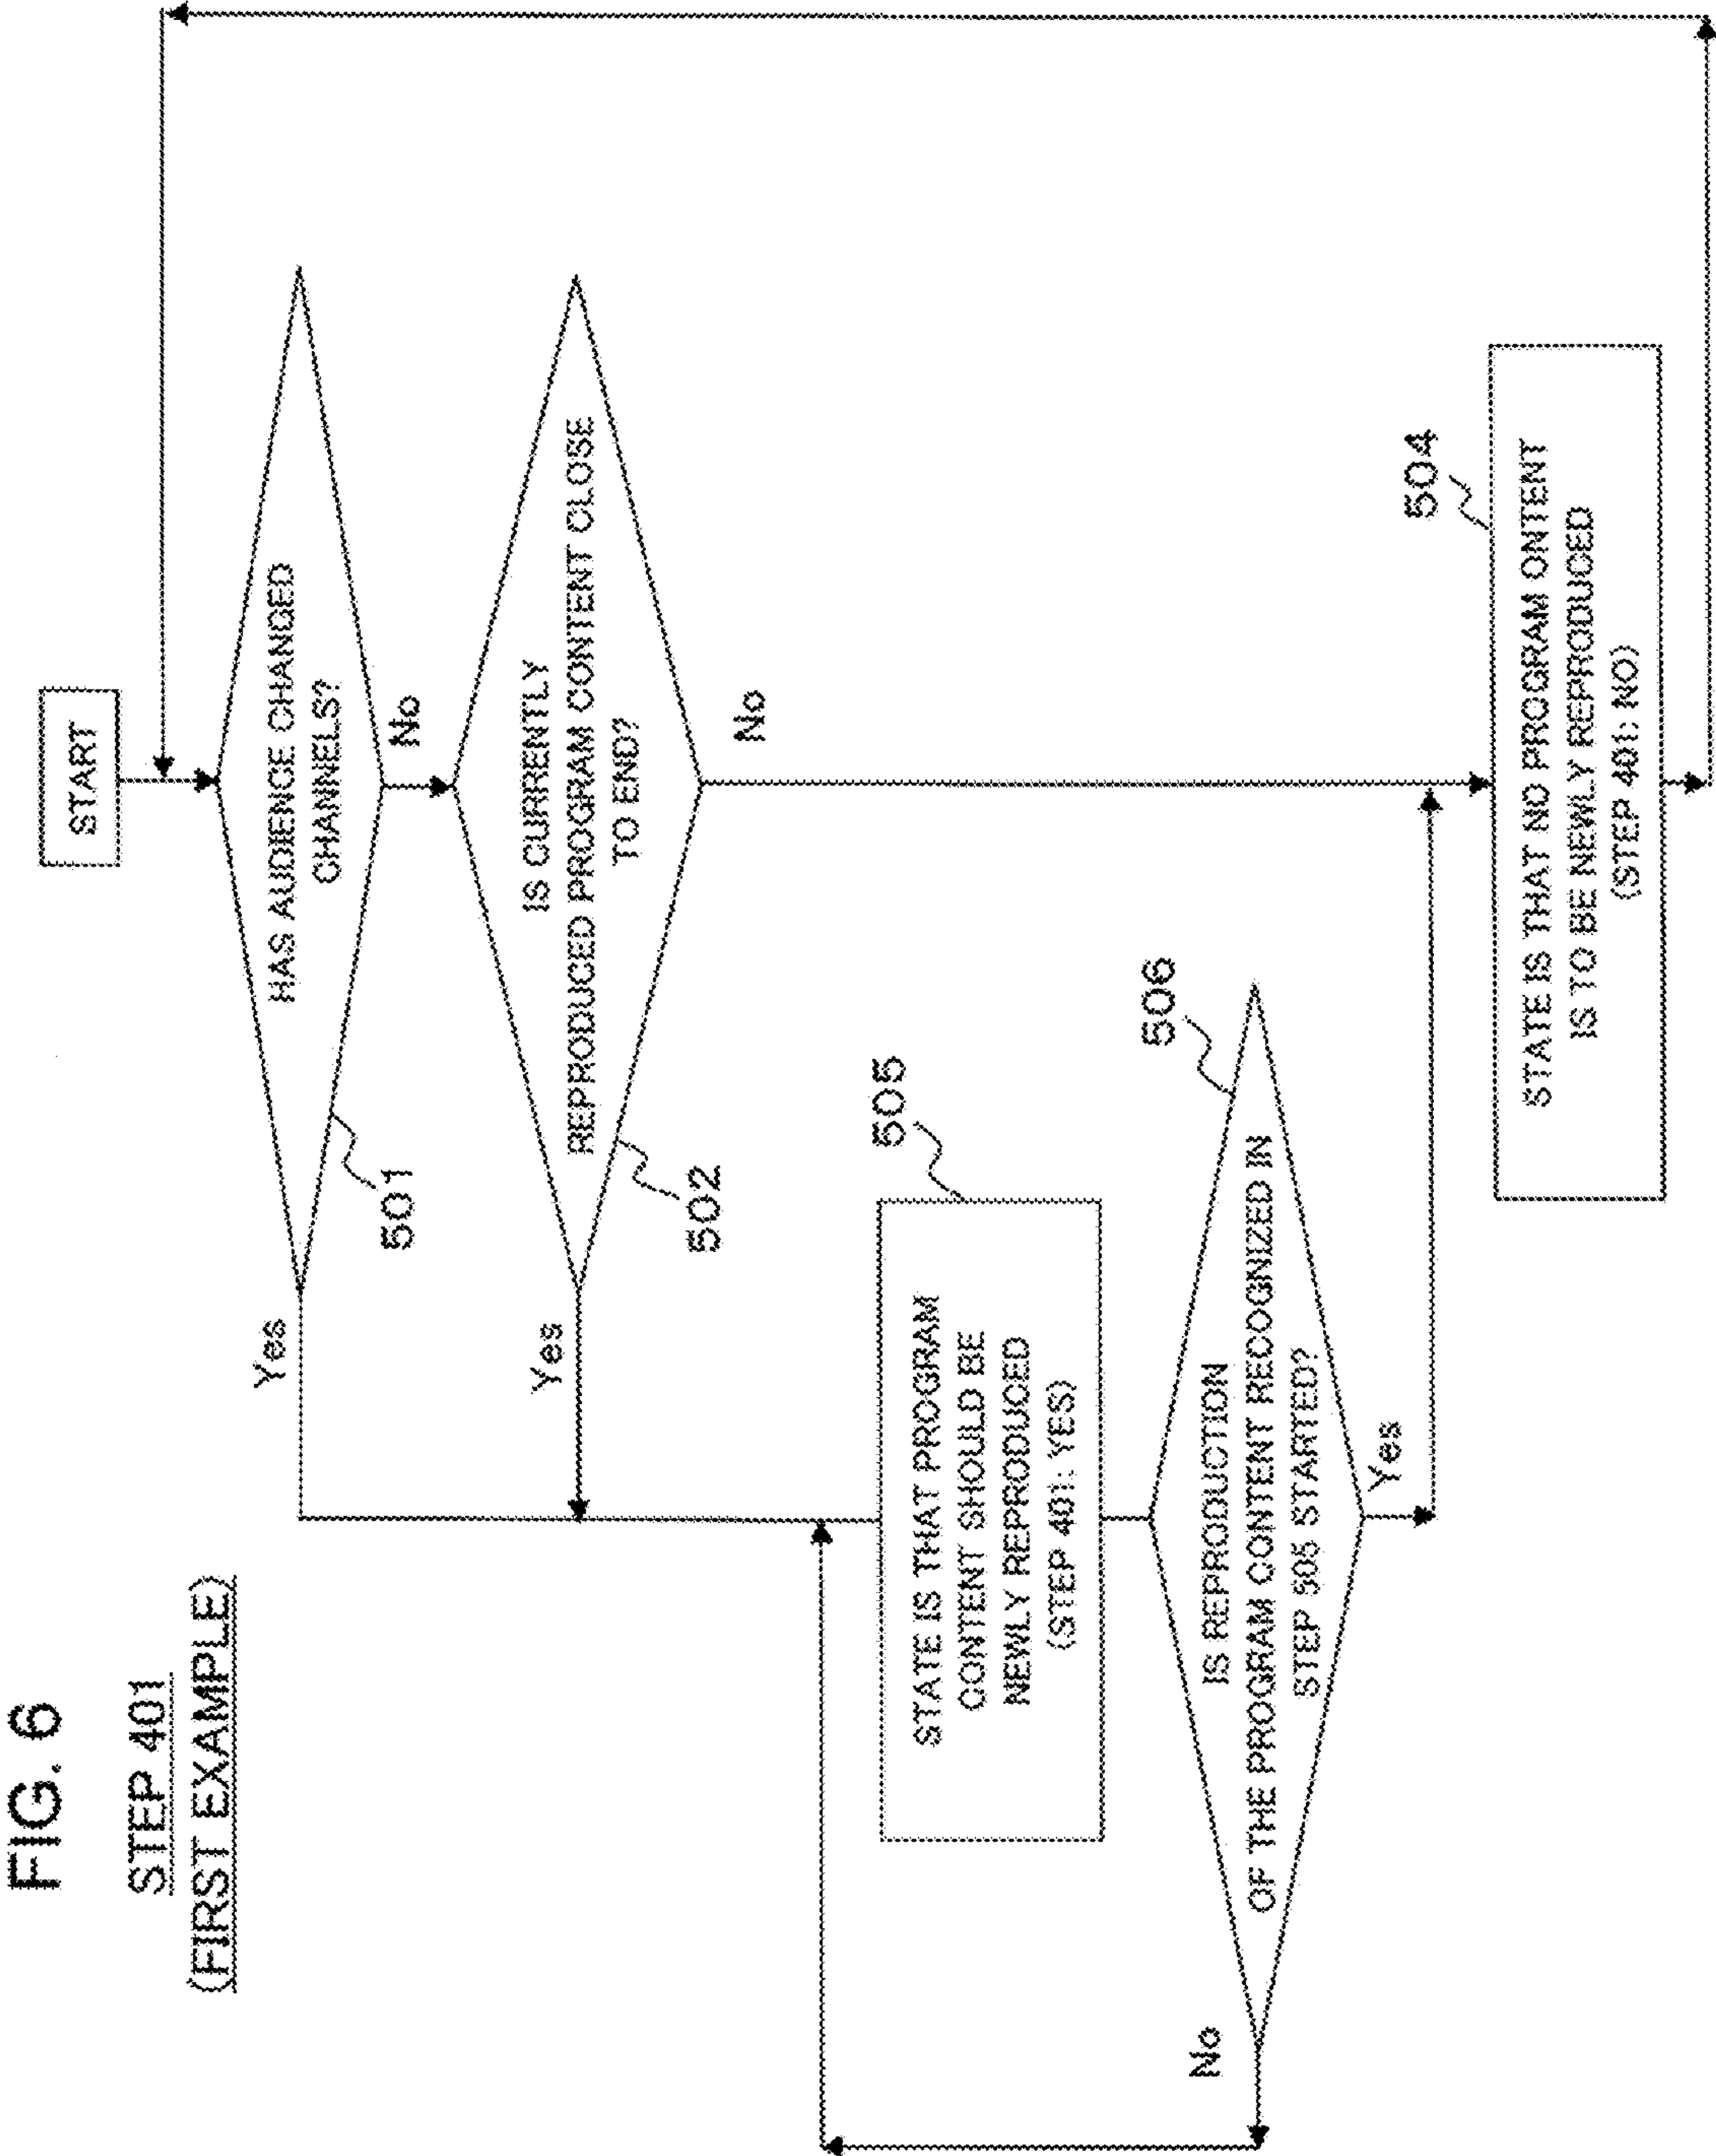 FIG. 6
STEP 401
(FIRST EXAMPLE)
START
HAS AUDIENCE CHANGED
CHANNELS?
501
Yes
No
IS CURRENTLY
REPRODUCED PROGRAM CONTENT CLOSE
TO END?
502
Yes
No
505
STATE IS THAT PROGRAM
CONTENT SHOULD BE
NEWLY REPRODUCED
(STEP 401: YES)
506
IS REPRODUCTION
OF THE PROGRAM CONTENT RECOGNIZED IN
STEP 505 STARTED?
No
Yes
504
STATE IS THAT NO PROGRAM ONTENT
IS TO BE NEWLY REPRODUCED
(STEP 401: NO)